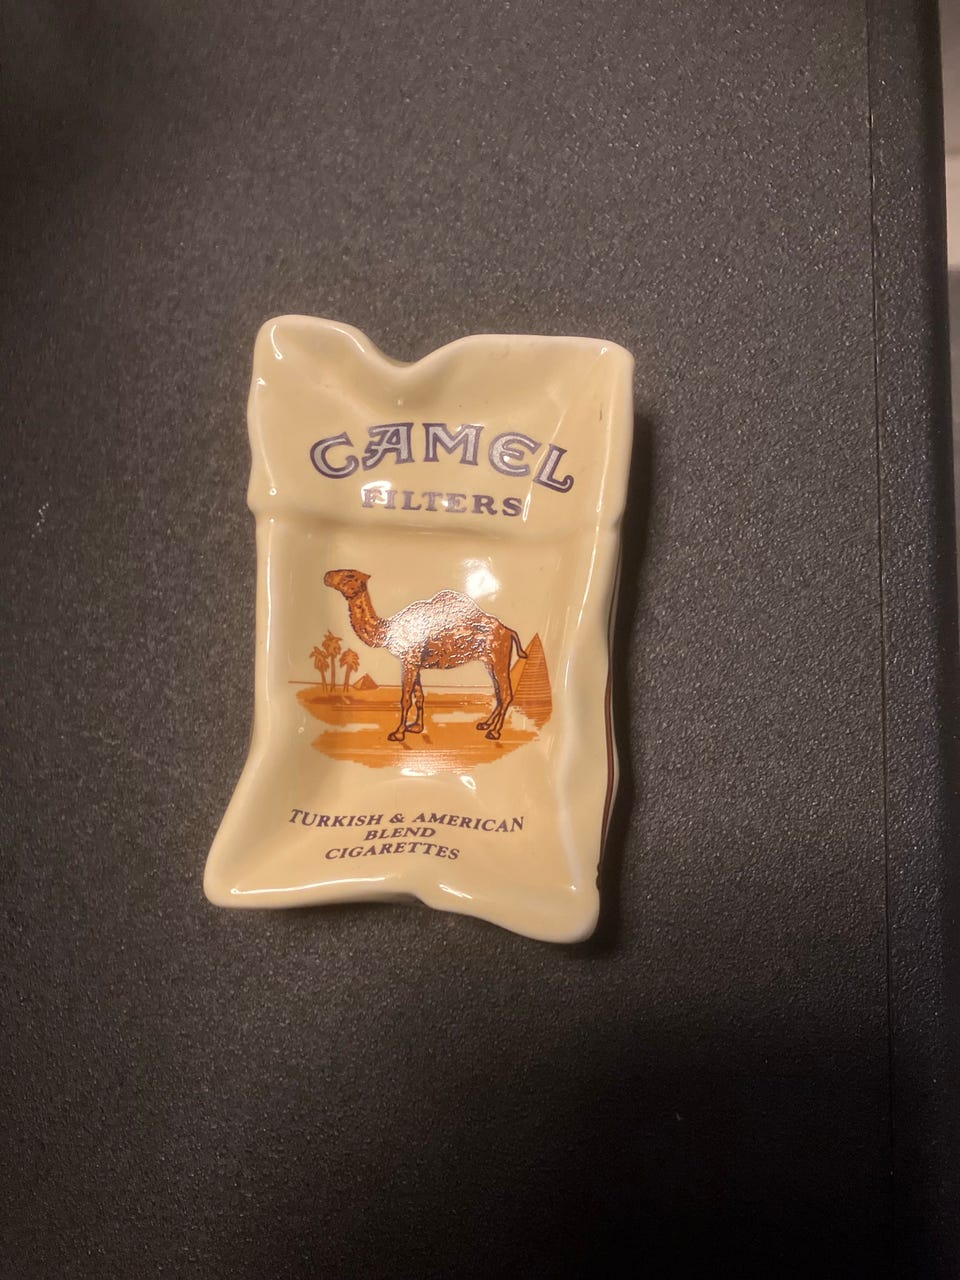 CAMEL
FILTERS
TURKISH & AMERICAN
BLEND
CIGARETTES